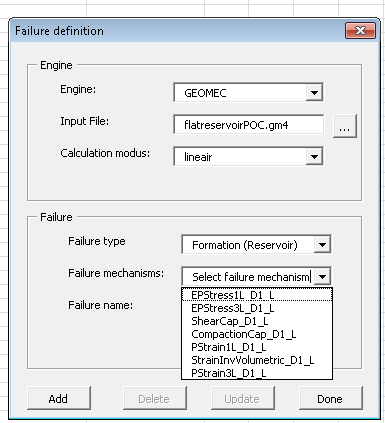 Failure definition
Engine
Engine:
GEOMEC
Input File:
flatreservoirPOC.gm4
...
Calculation modus:
lineair
Failure
Failure type
Formation (Reservoir)
Failure mechanisms:
Select failure mechanism
Failure name:
EPStress1L_D1_L
EPStress3L_D1_L
ShearCap_D1_L
CompactionCap_D1_L
PStrain1L_D1_L
StrainInvVolumetric_D1_L
PStrain3L_D1_L
Add
Delete
Update
Done